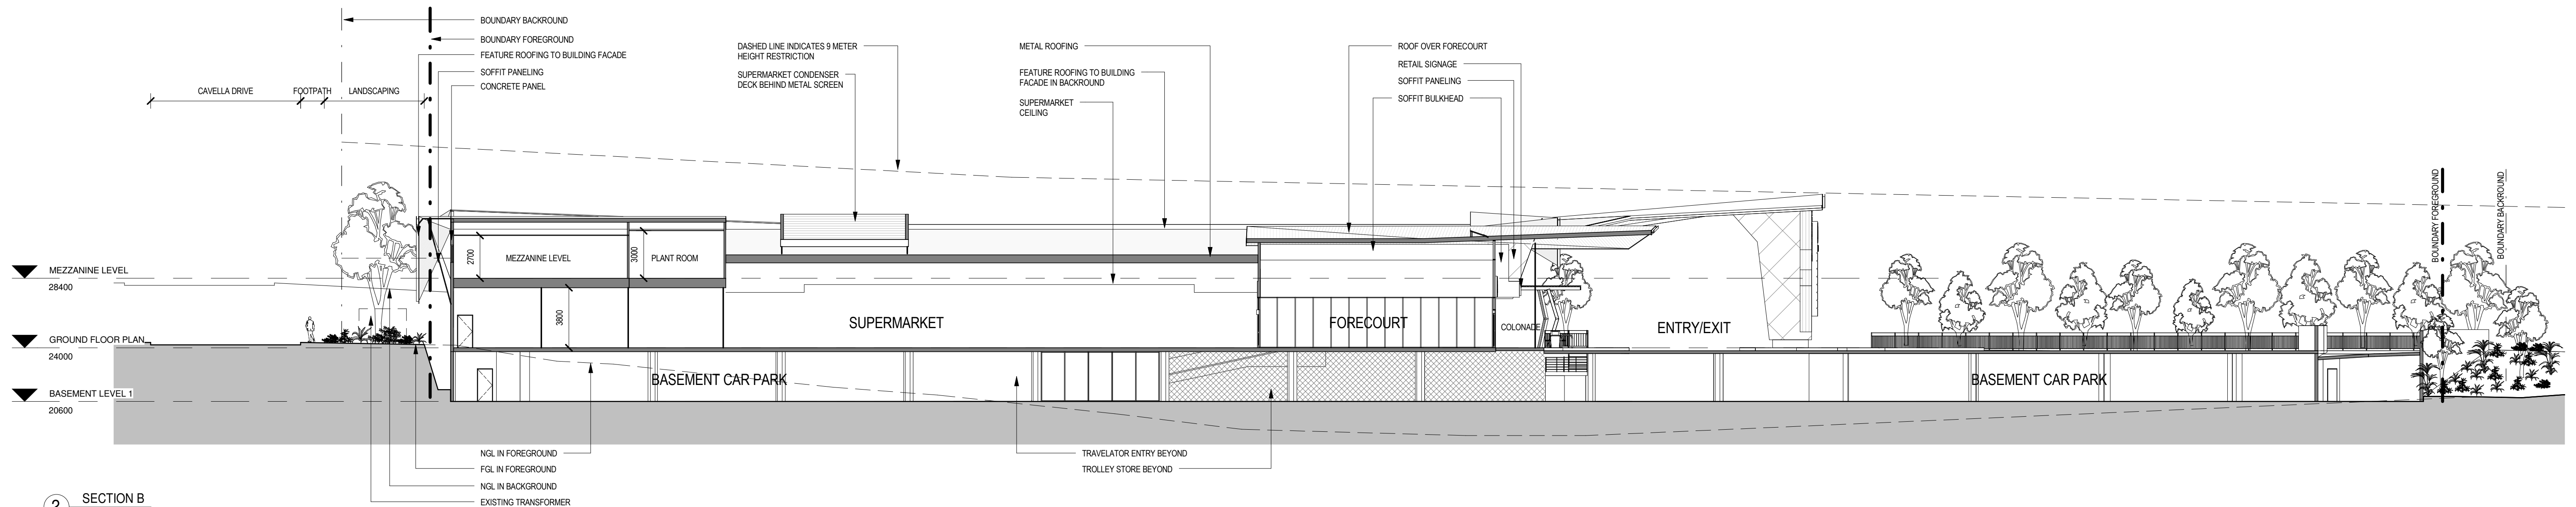 BOUNDARY BACKROUND
BOUNDARY FOREGROUND
FEATURE ROOFING TO BUILDING FACADE
SOFFIT PANELING
CONCRETE PANEL
DASHED LINE INDICATES 9 METER
HEIGHT RESTRICTION
SUPERMARKET CONDENSER
DECK BEHIND METAL SCREEN
METAL ROOFING
FEATURE ROOFING TO BUILDING
FACADE IN BACKROUND
SUPERMARKET
CEILING
ROOF OVER FORECOURT
RETAIL SIGNAGE
SOFFIT PANELING
SOFFIT BULKHEAD
CAVELLA DRIVE
FOOTPATH
LANDSCAPING
BOUNDARY FOREGROUND
BOUNDARY BACKGROUND
MEZZANINE LEVEL
28400
2700
MEZZANINE LEVEL
3000
PLANT ROOM
3800
SUPERMARKET
FORECOURT
COLONADE
ENTRY/EXIT
GROUND FLOOR PLAN
24000
BASEMENT CAR PARK
BASEMENT CAR PARK
BASEMENT LEVEL 1
20600
NGL IN FOREGROUND
FGL IN FOREGROUND
NGL IN BACKGROUND
EXISTING TRANSFORMER
TRAVELATOR ENTRY BEYOND
TROLLEY STORE BEYOND
SECTION B